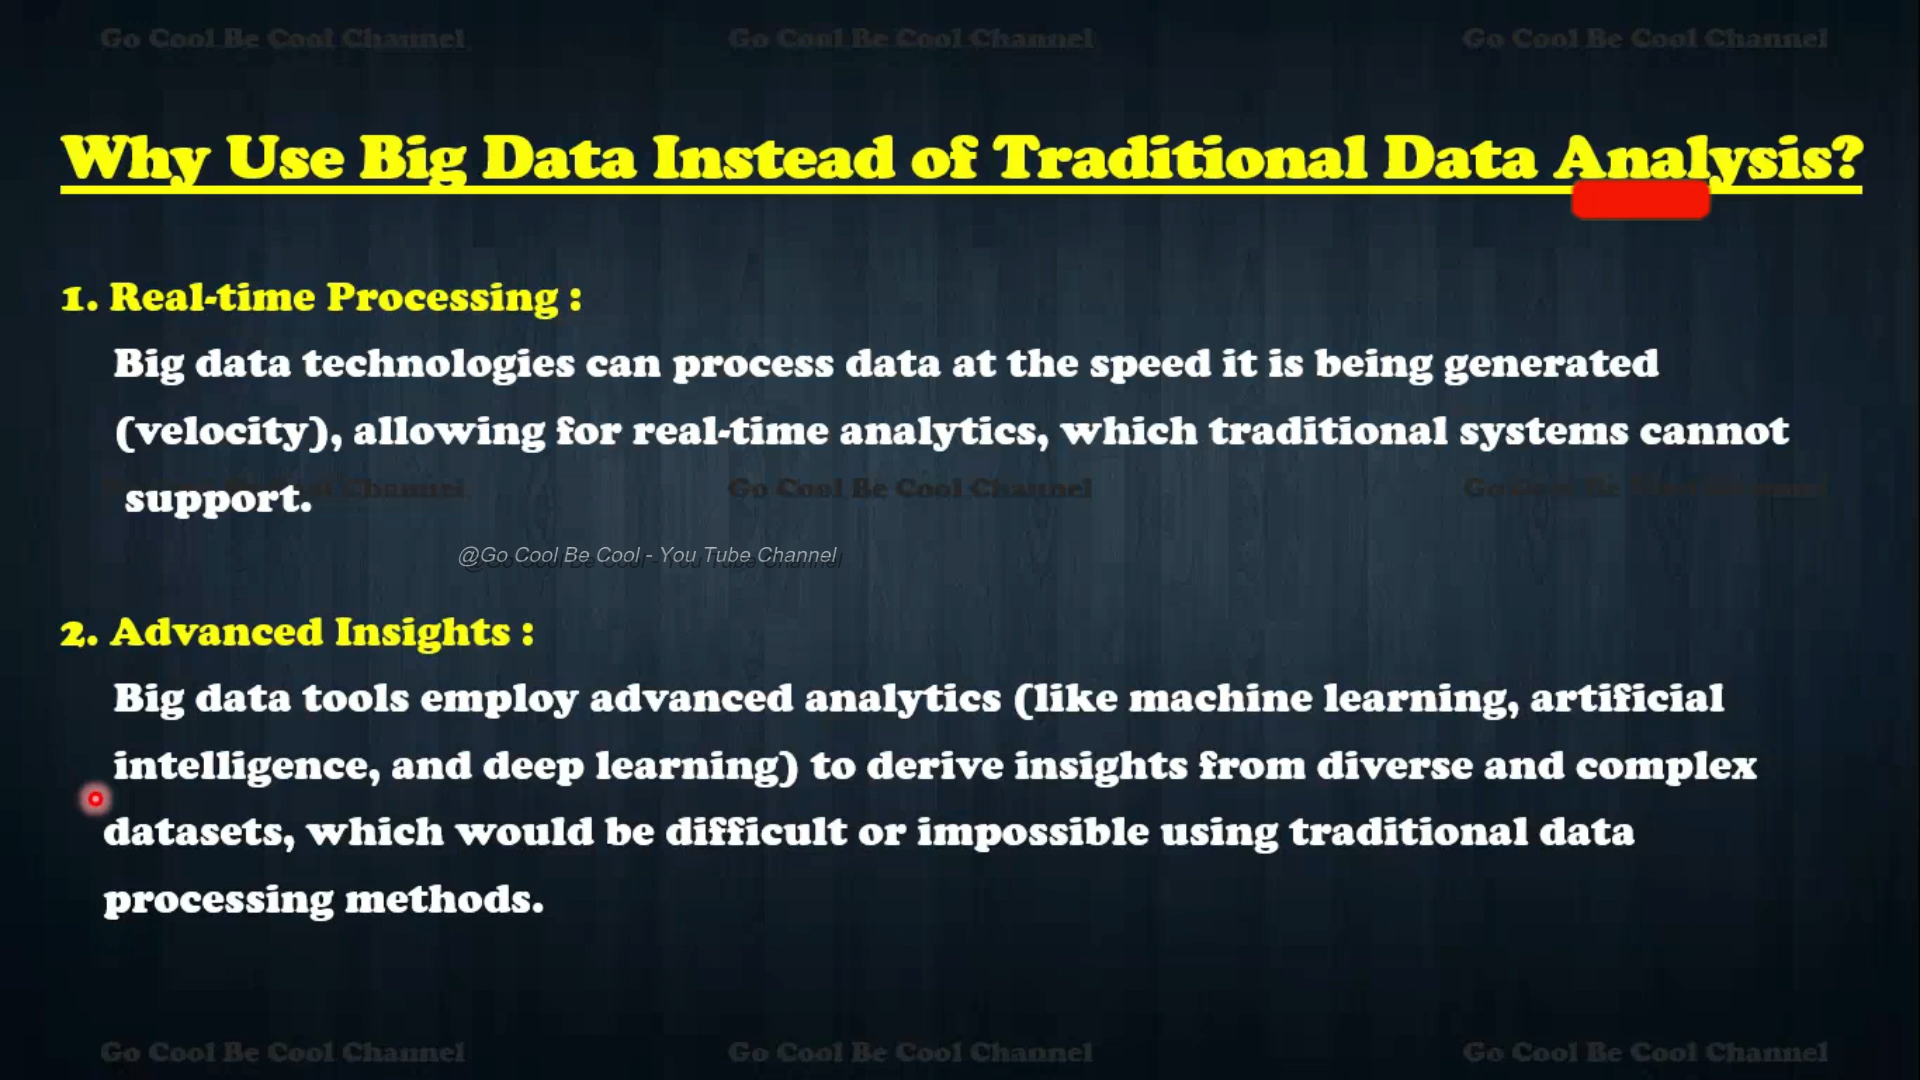 Go Cool Be Cool Channel Go Cool Be Cool Channel Go Cool Be Cool Channel
Why Use Big Data Instead of Traditional Data Analysis?
1. Real-time Processing :
Big data technologies can process data at the speed it is being generated
(velocity), allowing for real-time analytics, which traditional systems cannot
Go Cool Be Cool Channel
support.
@Go Cool Be Cool - You Tube Channel
2. Advanced Insights :
Big data tools employ advanced analytics (like machine learning, artificial
intelligence, and deep learning) to derive insights from diverse and complex
datasets, which would be difficult or impossible using traditional data
processing methods.
Go Cool Be Cool Channel Go Cool Be Cool Channel Go Cool Be Cool Channel